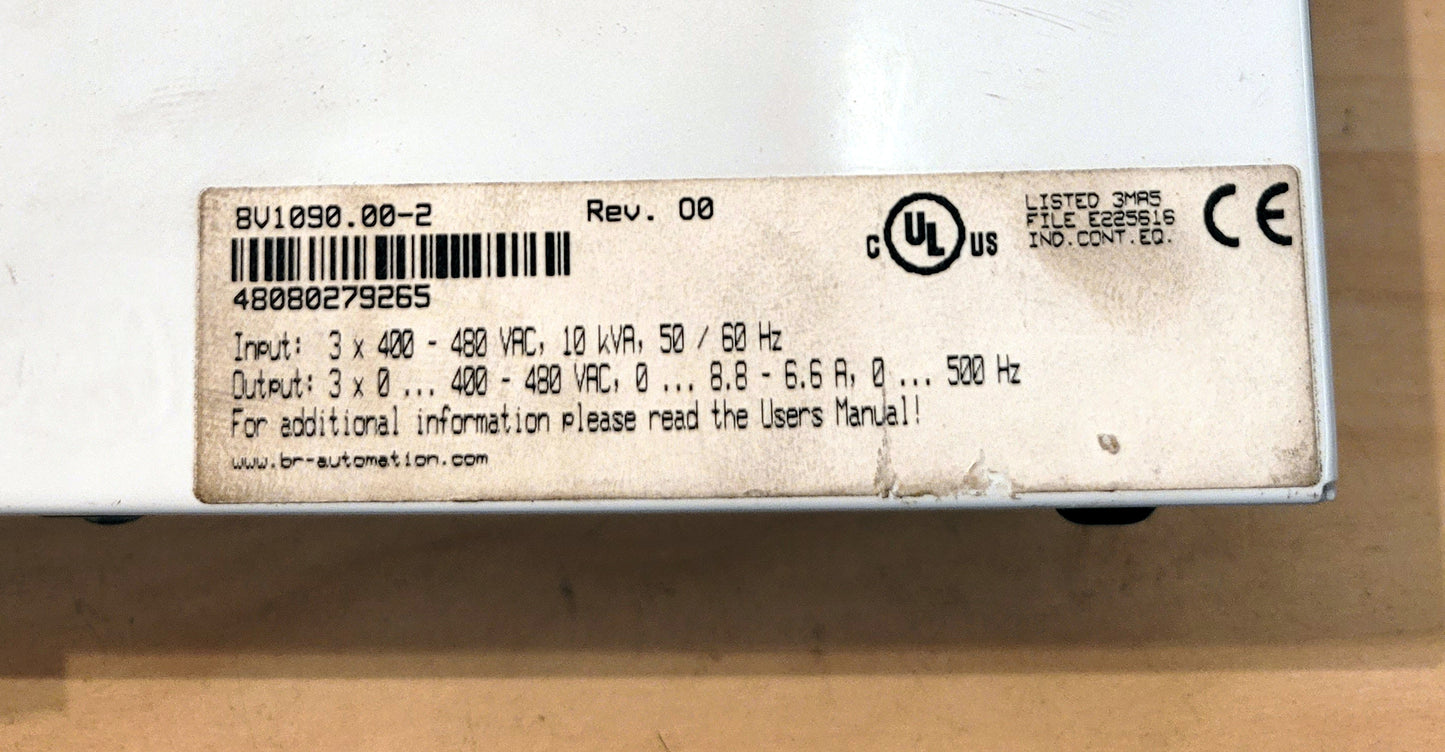 8V1090.00-2 Rev. 00
48080279265
Input: 3 x 400 - 480 VAC, 10 kVA, 50 / 60 Hz
Output: 3 x 0 ... 400 - 480 VAC, 0 ... 8.8 - 6.6 A, 0 ... 500 Hz
For additional information please read the Users Manual!
www.br-automation.com
C UL US
LISTED 3MA5
FILE E225616
IND.CONT.EQ.
CE